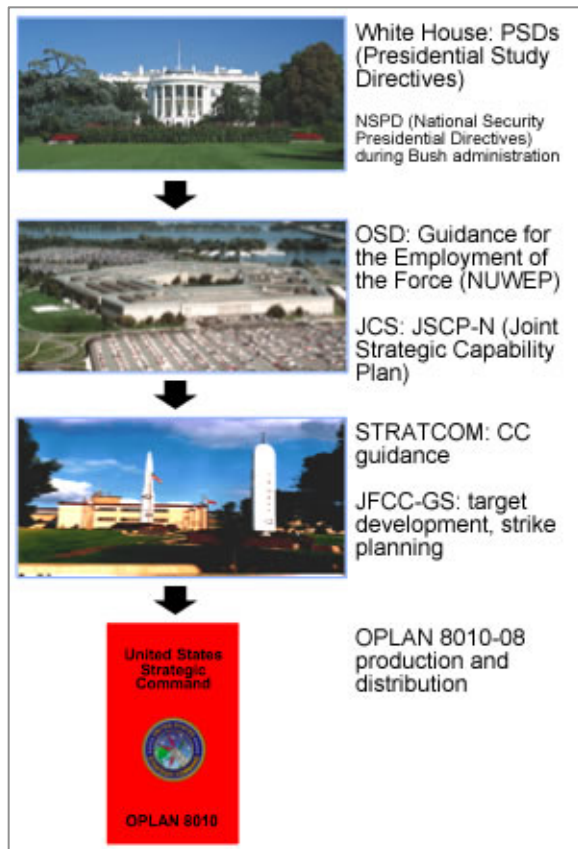 White House: PSDs
(Presidential Study
Directives)
NSPD (National Security
Presidential Directives)
during Bush administration
OSD: Guidance for
the Employment of
the Force (NUWEP)
JCS: JSCP-N (Joint
Strategic Capability
Plan)
STRATCOM: CC
guidance
JFCC-GS: target
development, strike
planning
OPLAN 8010-08
production and
distribution
United States
Strategic
Command
OPLAN 8010